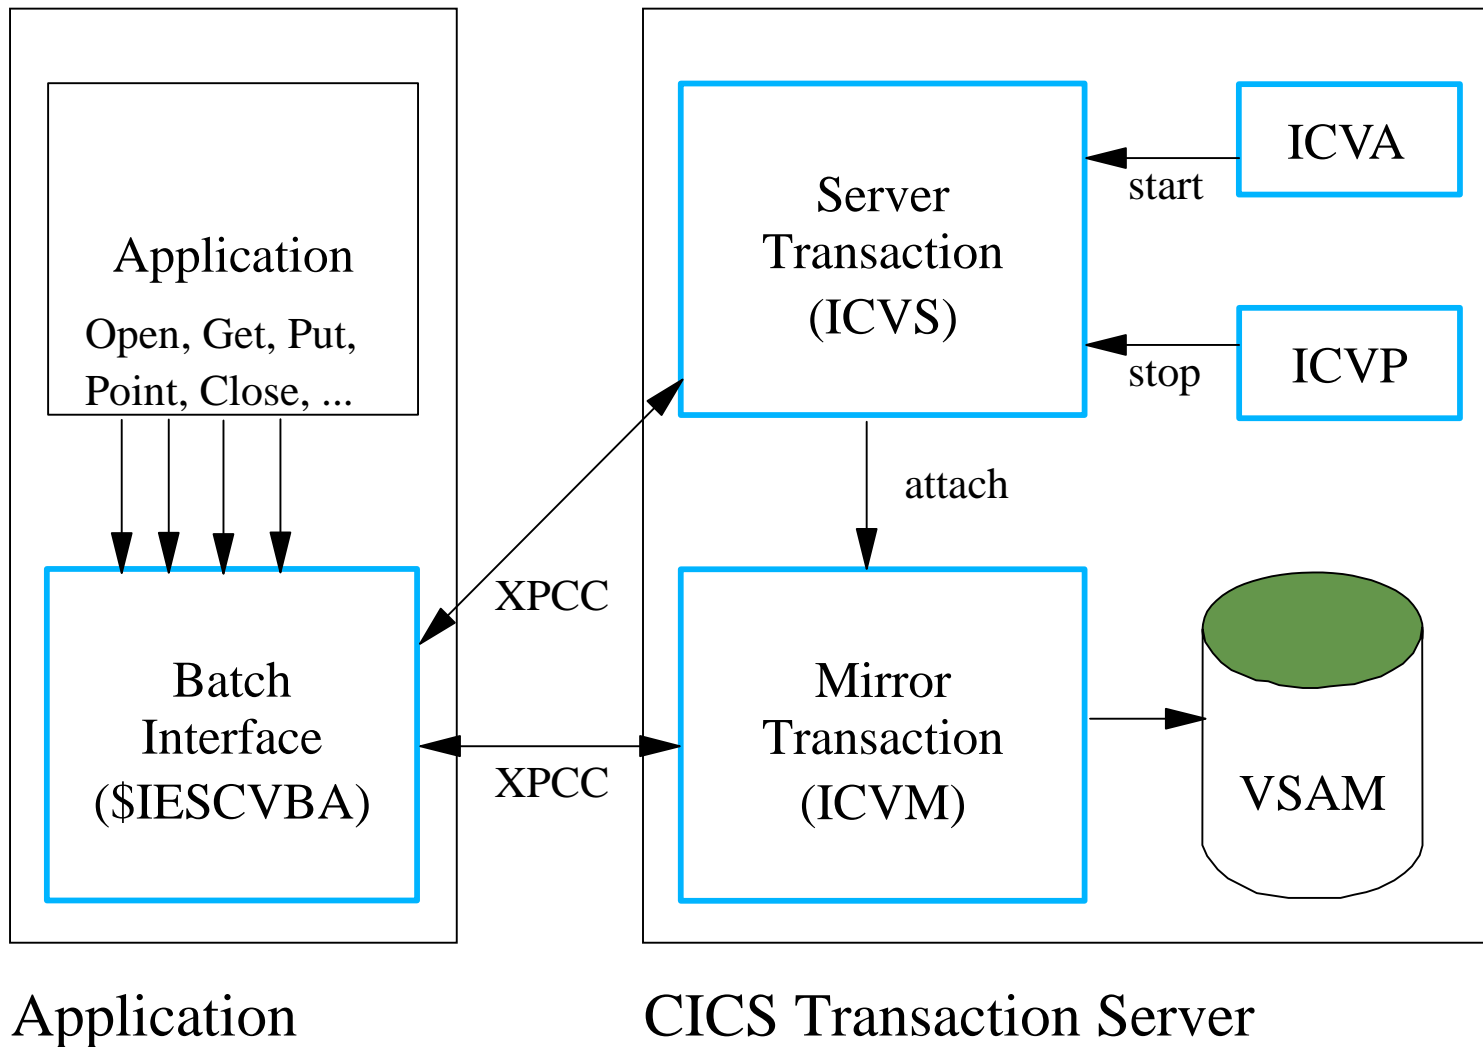 Application
Open, Get, Put,
Point, Close, ...
Batch
Interface
($IESCVBA)
XPCC
XPCC
Server
Transaction
(ICVS)
start
ICVA
stop
ICVP
attach
Mirror
Transaction
(ICVM)
VSAM
Application
CICS Transaction Server